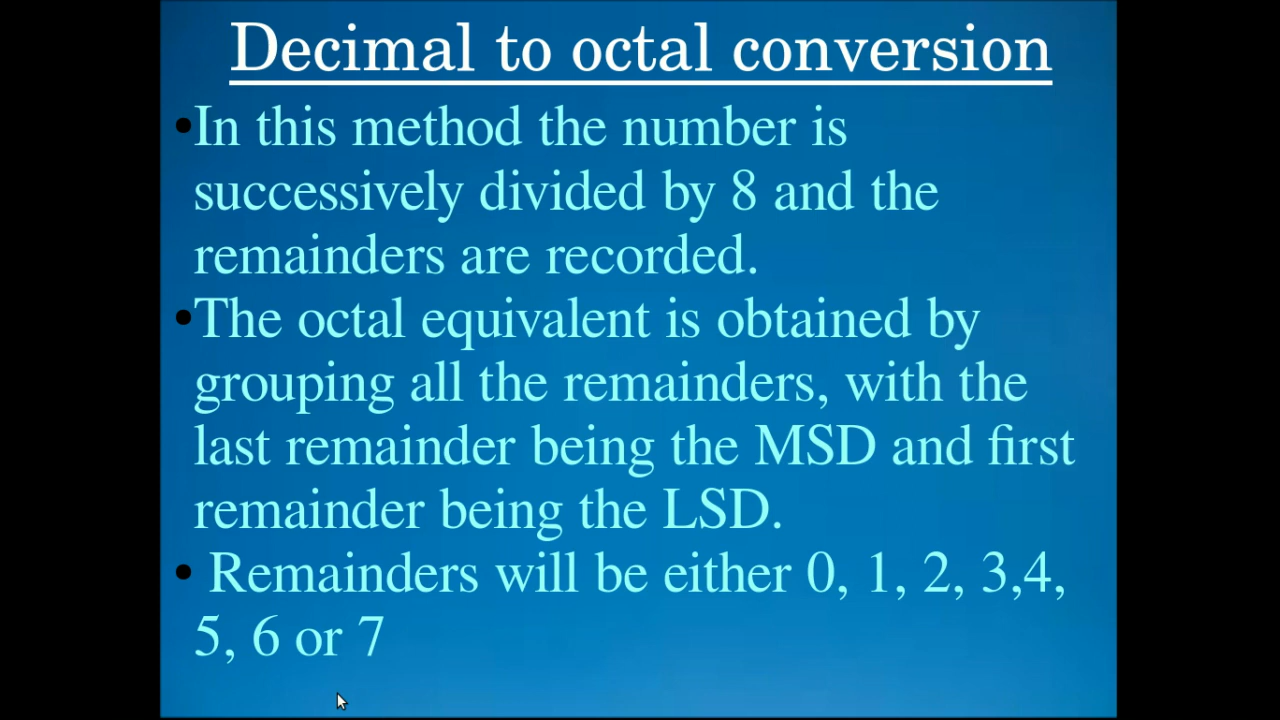 Decimal to octal conversion
•In this method the number is
successively divided by 8 and the
remainders are recorded.
•The octal equivalent is obtained by
grouping all the remainders, with the
last remainder being the MSD and first
remainder being the LSD.
• Remainders will be either 0, 1, 2, 3,4,
5, 6 or 7